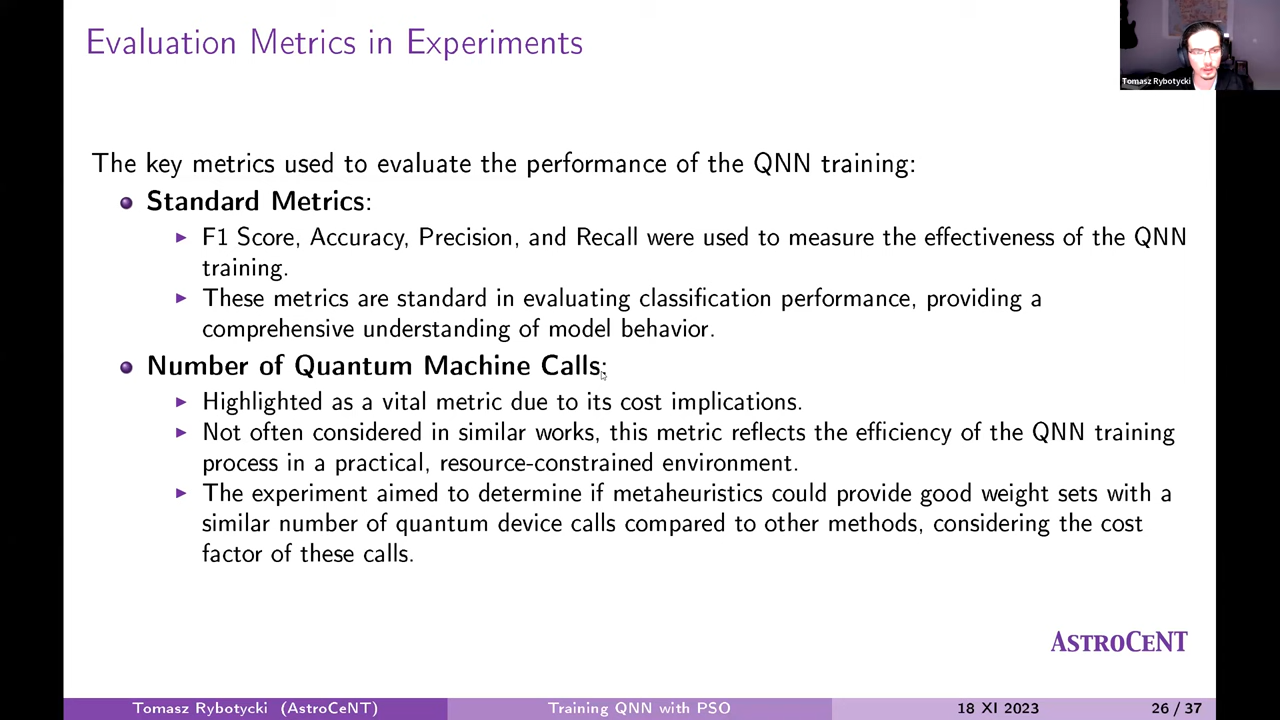 Evaluation Metrics in Experiments
Tomasz Rybotycki
The key metrics used to evaluate the performance of the QNN training:
Standard Metrics:
F1 Score, Accuracy, Precision, and Recall were used to measure the effectiveness of the QNN
training.
These metrics are standard in evaluating classification performance, providing a
comprehensive understanding of model behavior.
Number of Quantum Machine Calls:
Highlighted as a vital metric due to its cost implications.
Not often considered in similar works, this metric reflects the efficiency of the QNN training
process in a practical, resource-constrained environment.
The experiment aimed to determine if metaheuristics could provide good weight sets with a
similar number of quantum device calls compared to other methods, considering the cost
factor of these calls.
ASTROCENT
Tomasz Rybotycki (AstroCeNT) Training QNN with PSO 18 XI 2023 26 / 37